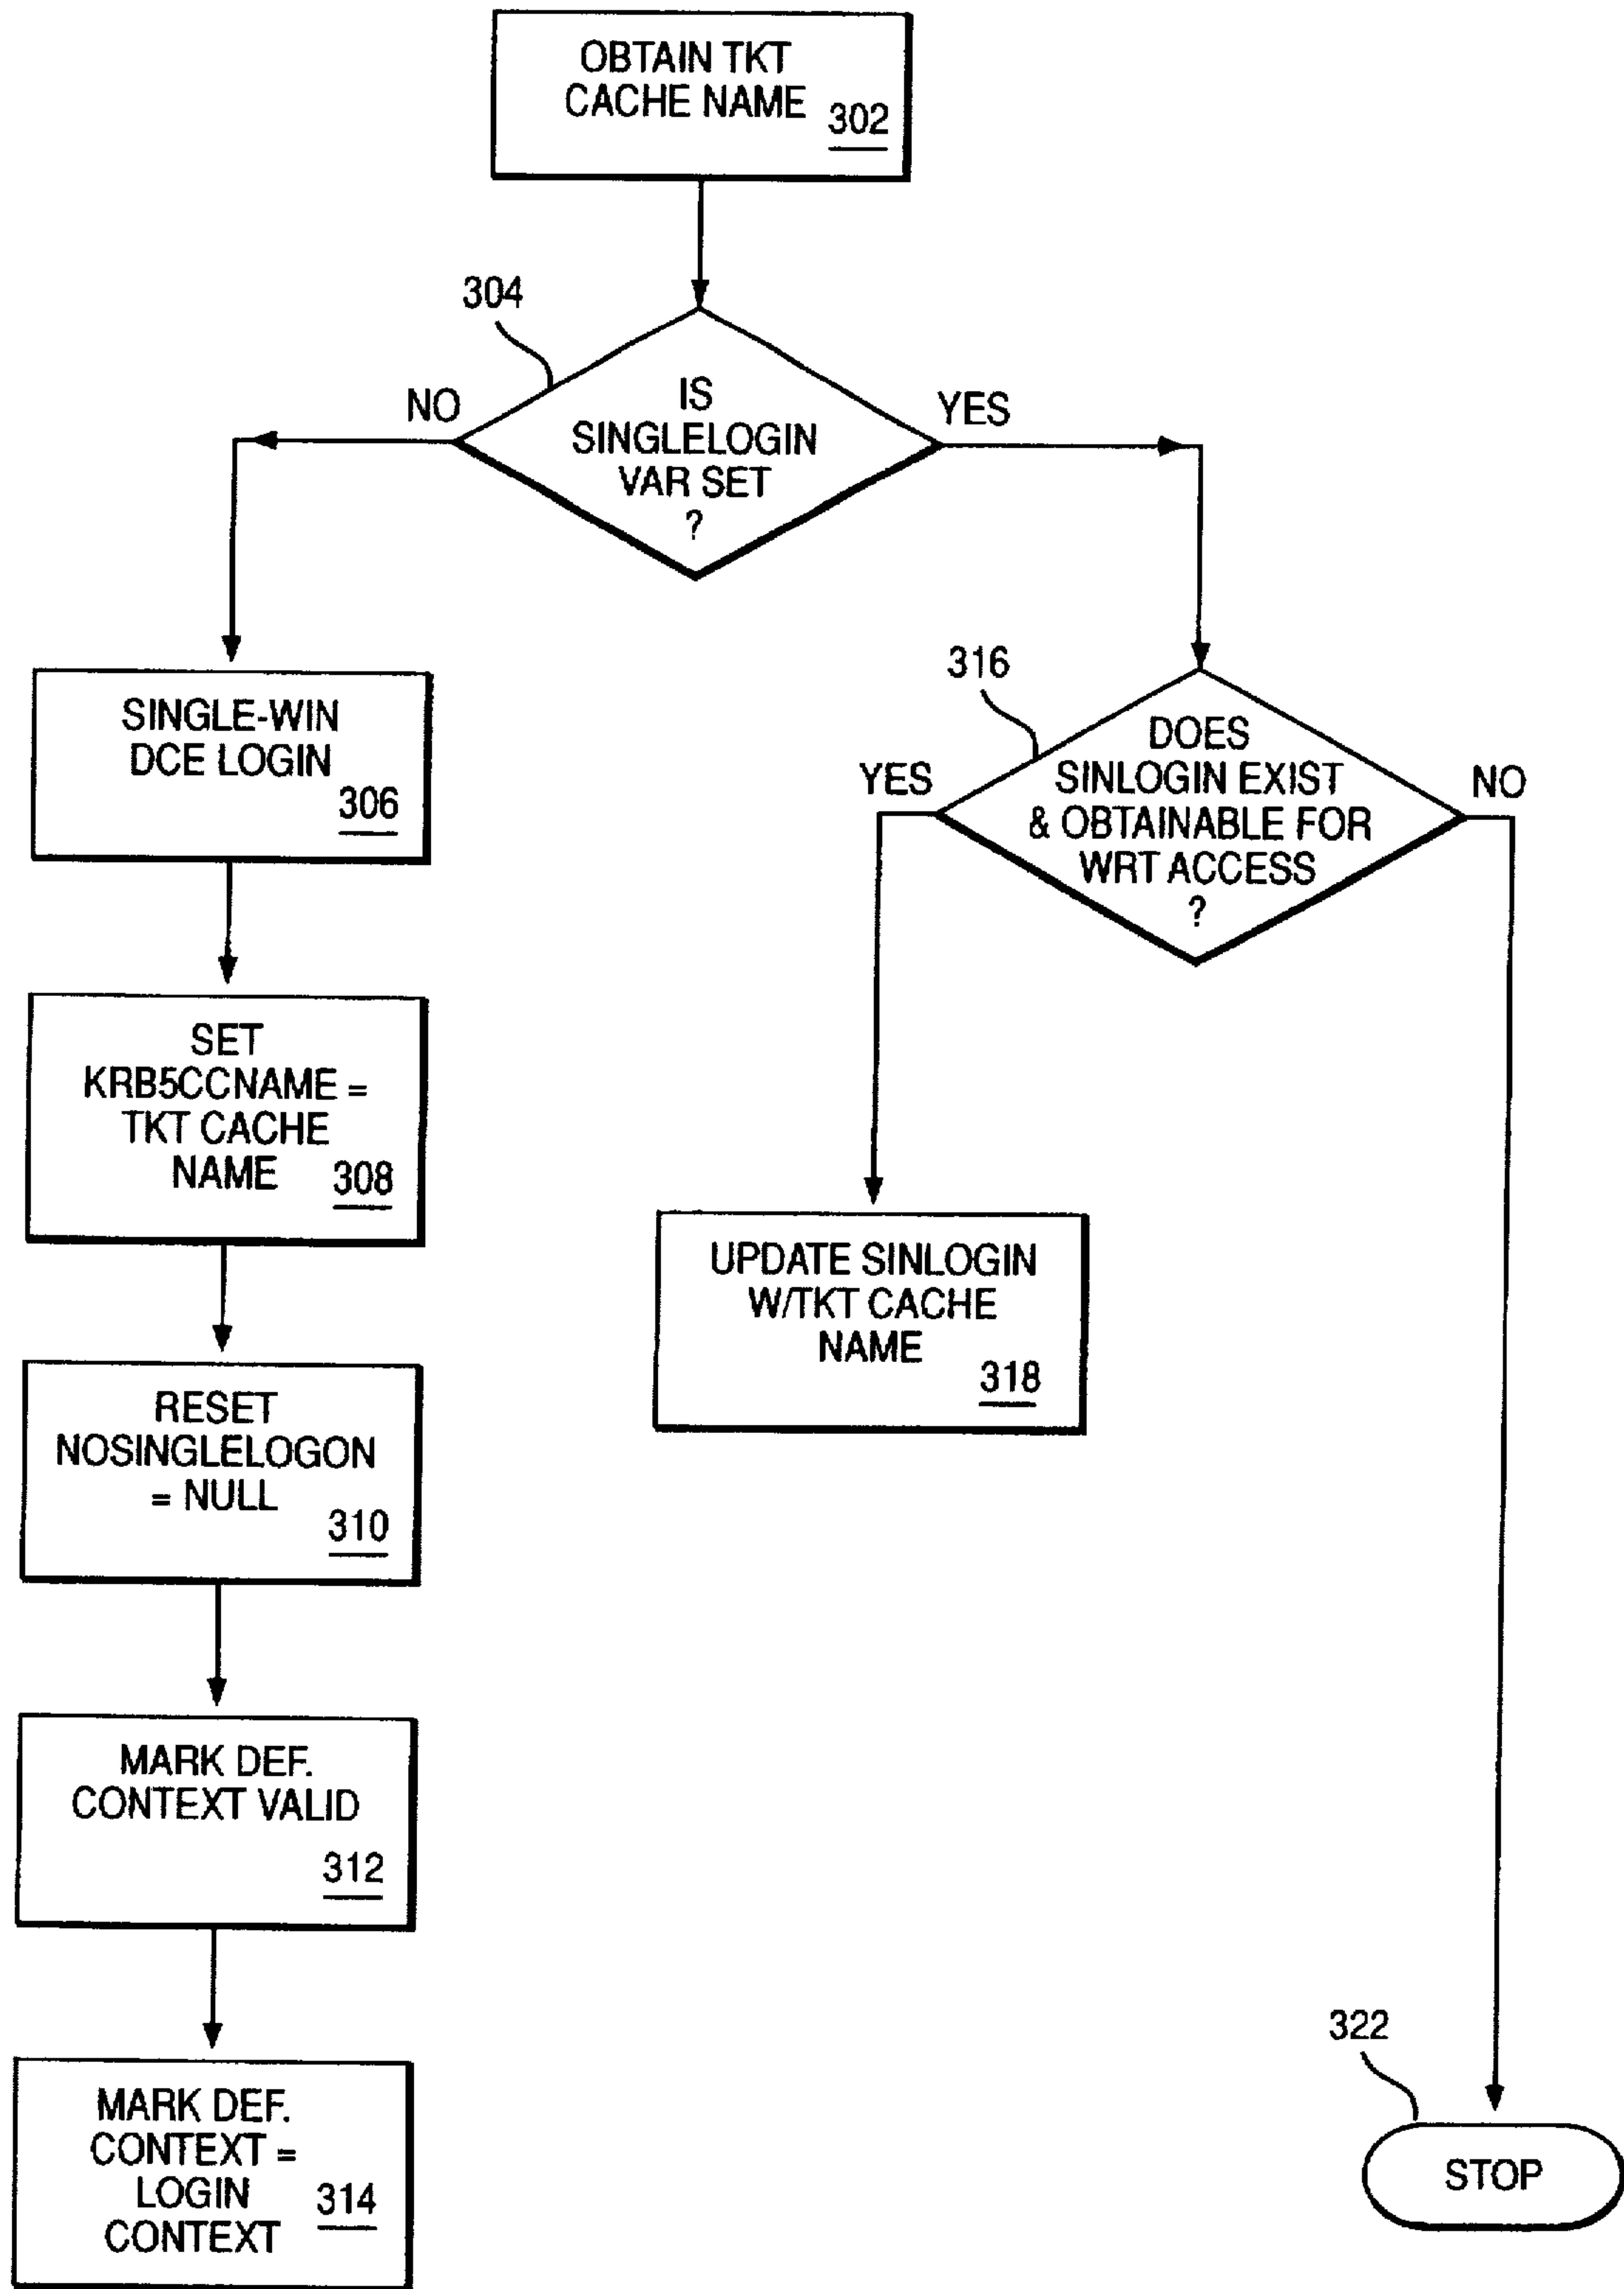 OBTAIN TKT
CACHE NAME
302
304
NO
IS
SINGLELOGIN
VAR SET
?
YES
SINGLE-WIN
DCE LOGIN
306
316
YES
DOES
SINLOGIN EXIST
& OBTAINABLE FOR
WRT ACCESS
?
NO
SET
KRB5CCNAME =
TKT CACHE
NAME
308
UPDATE SINLOGIN
W/TKT CACHE
NAME
318
RESET
NOSINGLELOGON
= NULL
310
MARK DEF.
CONTEXT VALID
312
MARK DEF.
CONTEXT =
LOGIN
CONTEXT
314
322
STOP